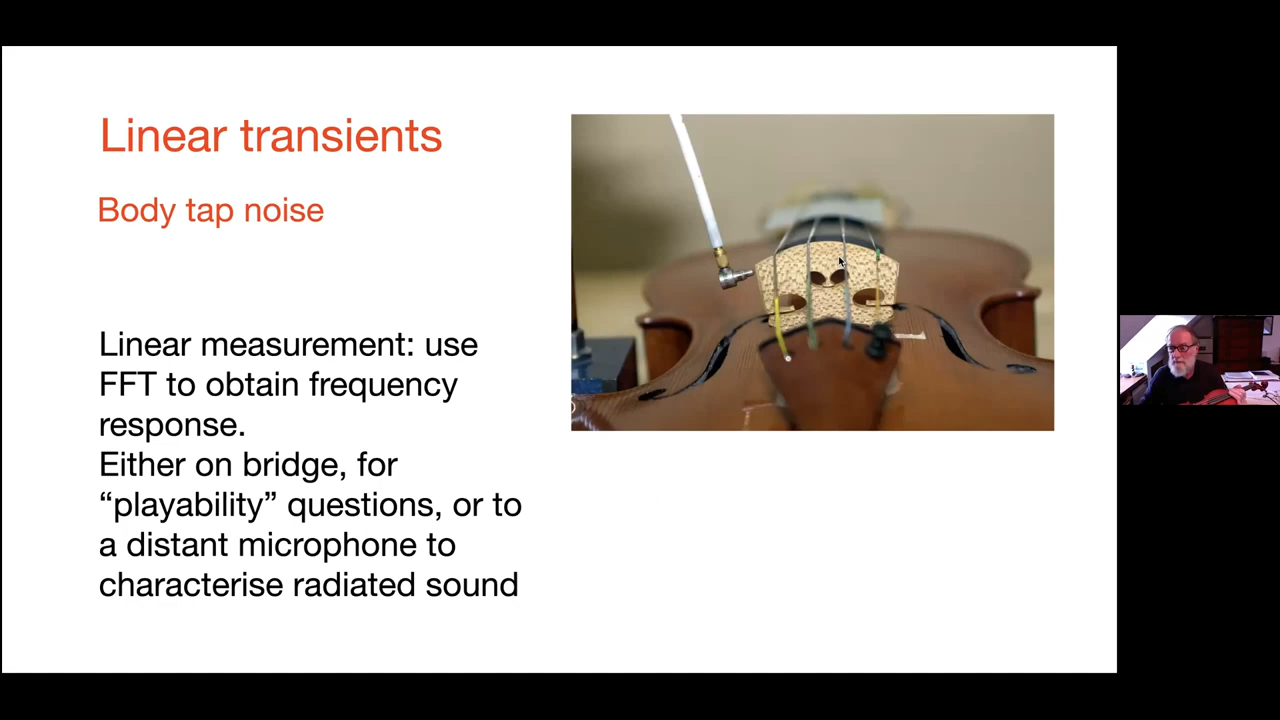 Linear transients
Body tap noise
Linear measurement: use
FFT to obtain frequency
response.
Either on bridge, for
“playability” questions, or to
a distant microphone to
characterise radiated sound